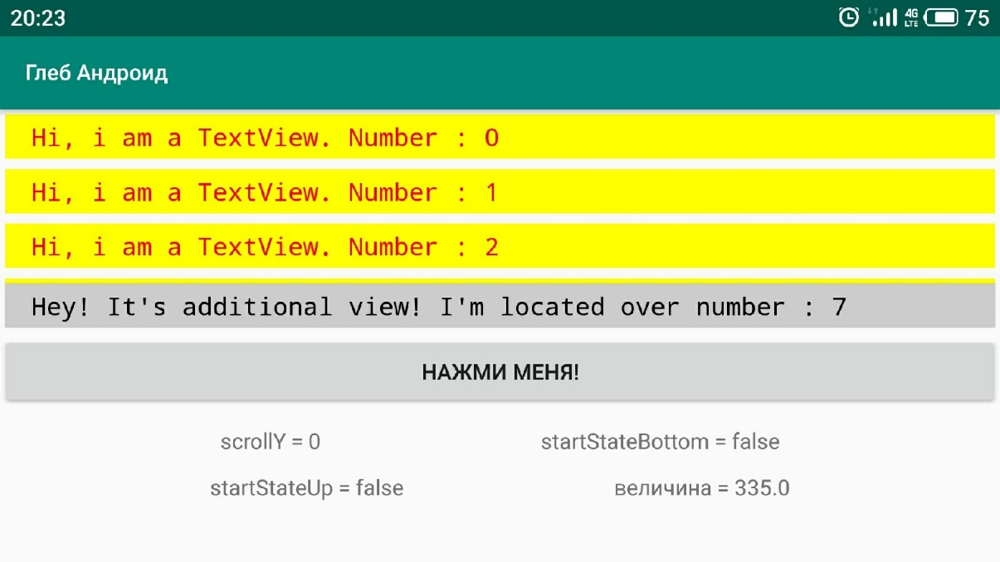 20:23
4G LTE 75
Глеб Андроид
Hi, i am a TextView. Number : 0
Hi, i am a TextView. Number : 1
Hi, i am a TextView. Number : 2
Hey! It's additional view! I'm located over number : 7
НАЖМИ МЕНЯ!
scrollY = 0
startStateBottom = false
startStateUp = false
величина = 335.0